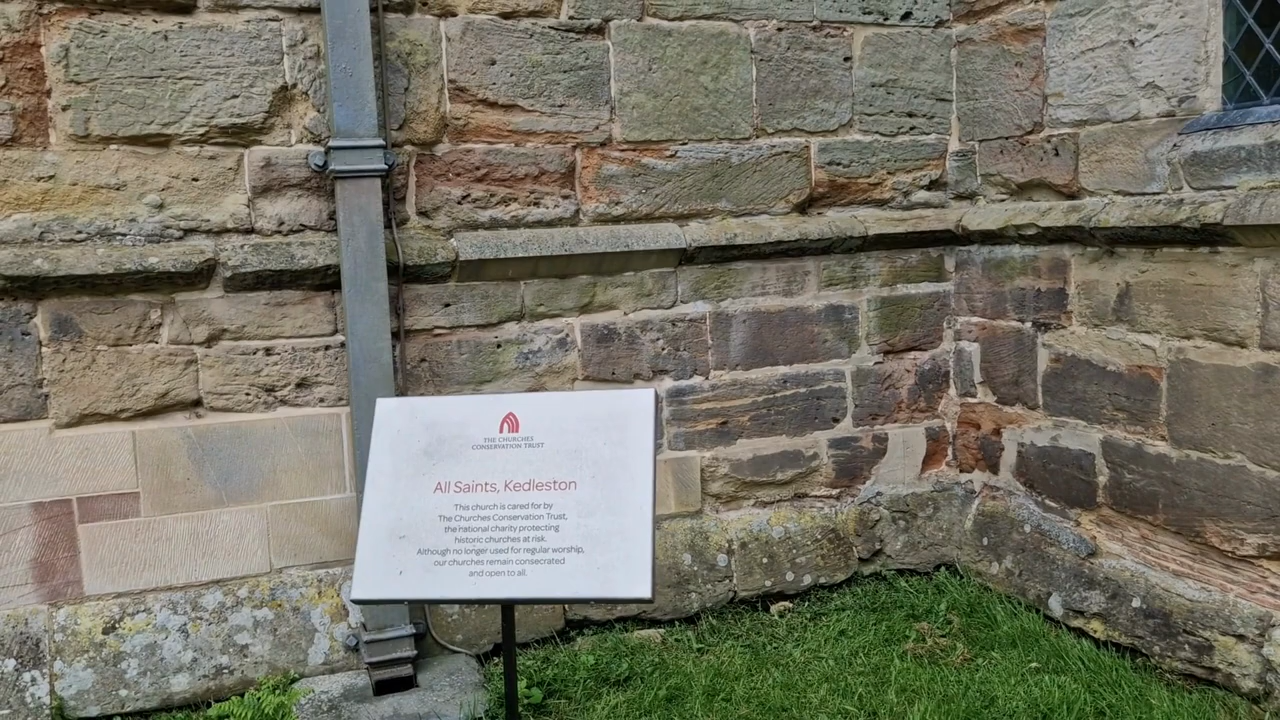 THE CHURCHES
CONSERVATION TRUST
All Saints, Kedleston
This church is cared for by
The Churches Conservation Trust,
the national charity protecting
historic churches at risk.
Although no longer used for regular worship,
our churches remain consecrated
and open to all.